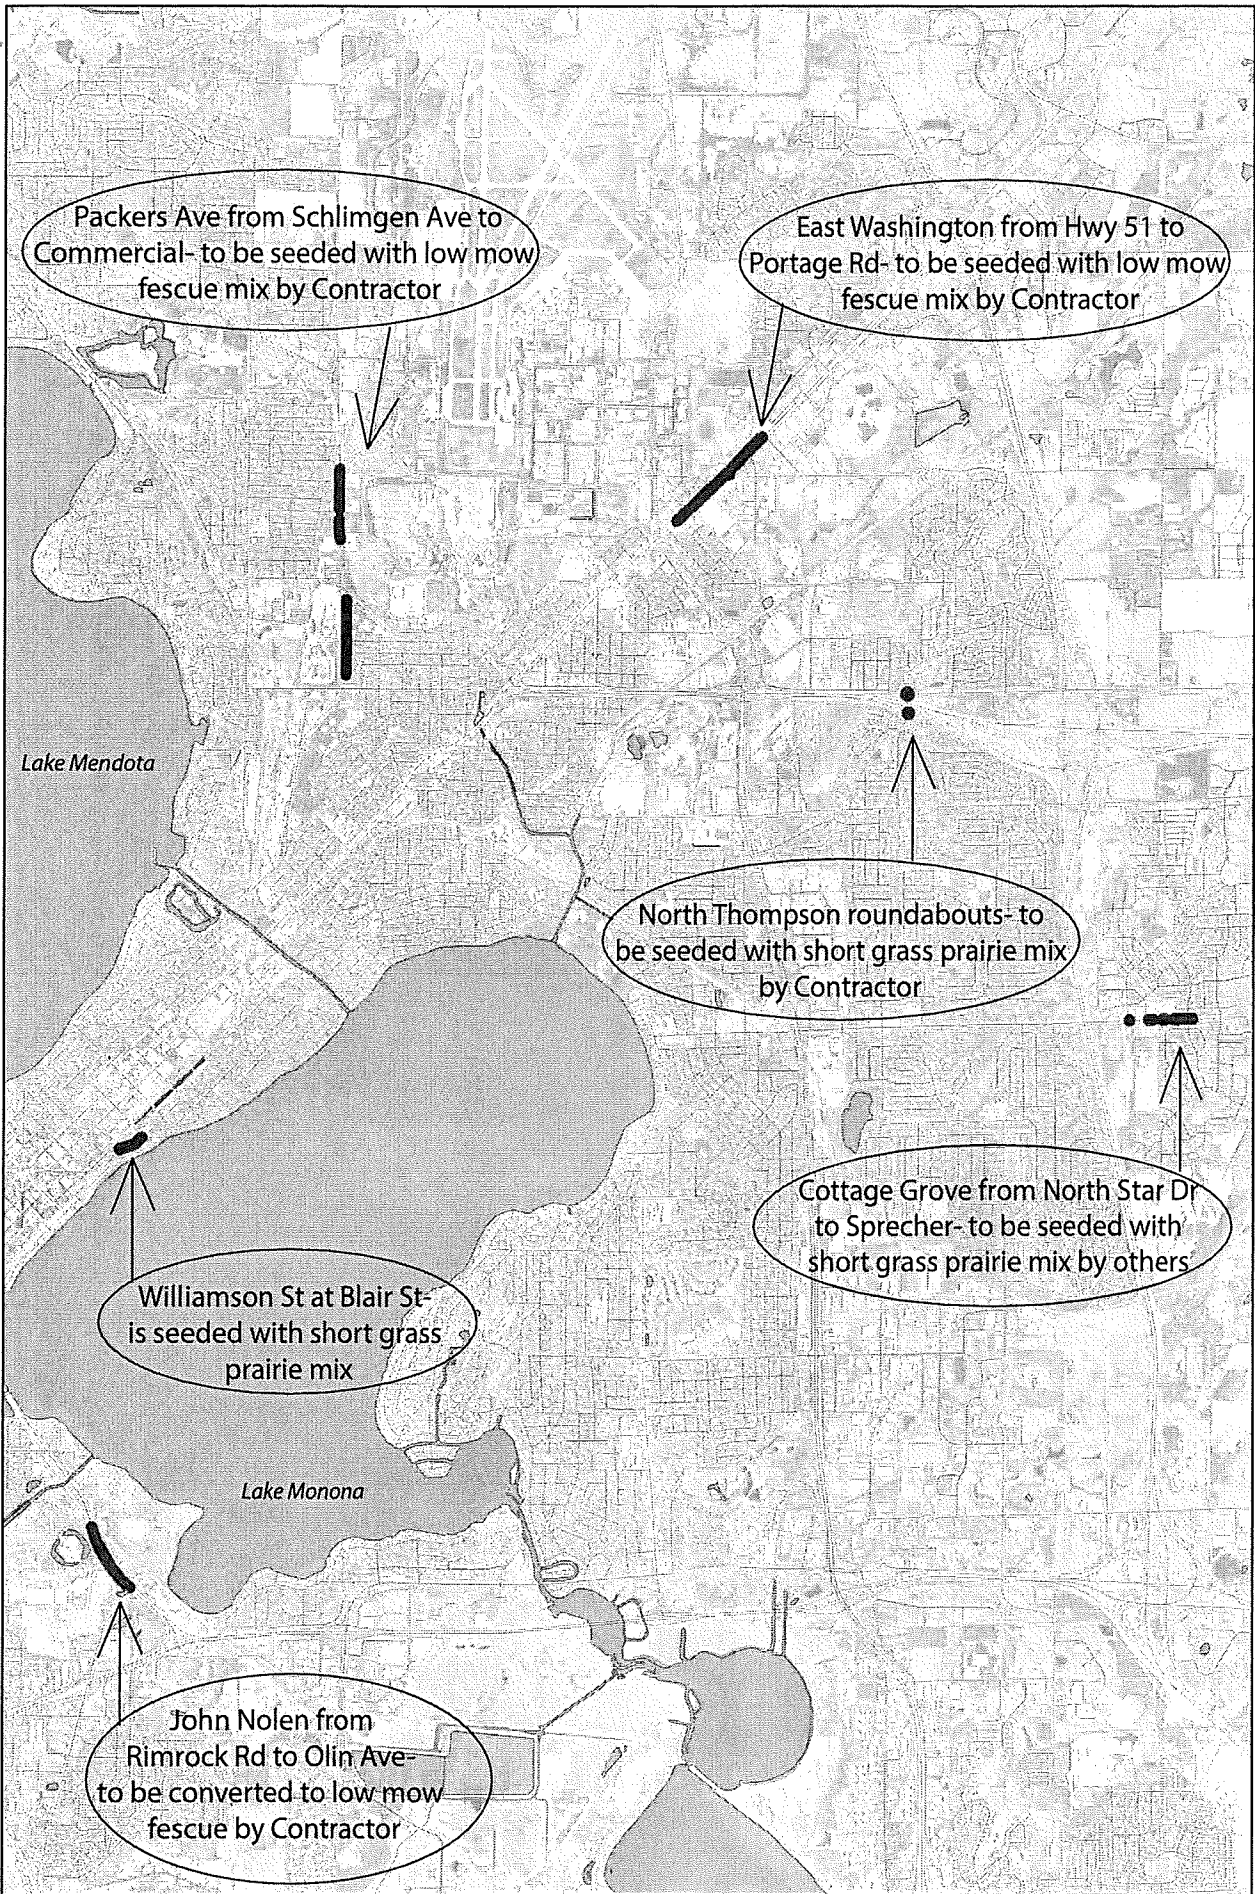 Packers Ave from Schlimgen Ave to
Commercial- to be seeded with low mow
fescue mix by Contractor
East Washington from Hwy 51 to
Portage Rd- to be seeded with low mow
fescue mix by Contractor
Lake Mendota
North Thompson roundabouts- to
be seeded with short grass prairie mix
by Contractor
Cottage Grove from North Star Dr
to Sprecher- to be seeded with
short grass prairie mix by others
Williamson St at Blair St-
is seeded with short grass
prairie mix
Lake Monona
John Nolen from
Rimrock Rd to Olin Ave-
to be converted to low mow
fescue by Contractor